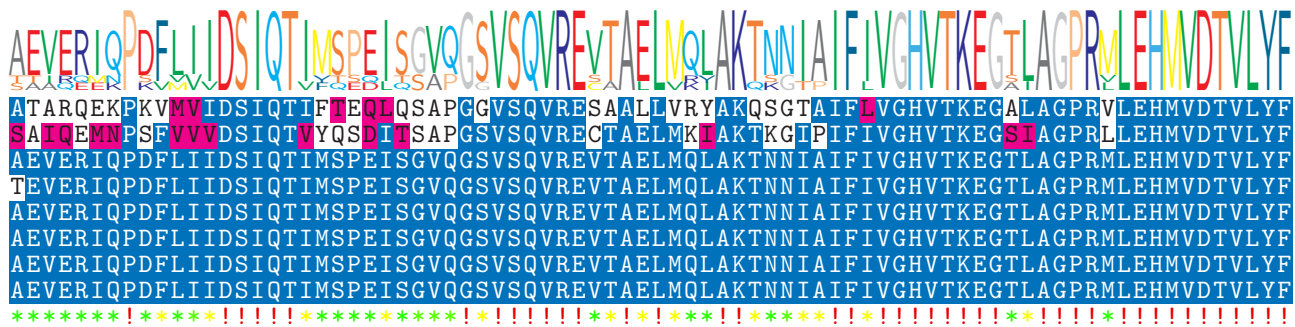 AEVERIQPDFLIIDSIQTIMSPEISGVQGSVSQVREVTAELMQLAKTNNIAIFIVGHVTKEGTLAGPRMLEHMVDTVLYF
ATARQEKPKVMVIDSIQTIFTEQLQSAPGGVSQVRESAALLVRYAKQSGTAIFLVGHVTKEGALAGPRVLEHMVDTVLYF
SAIQEMNPSFVVVDSIQTVYQSDITSAPGSVSQVRECTAELMKIAKTKGIPIFIVGHVTKEGSIAGPRLLEHMVDTVLYF
AEVERIQPDFLIIDSIQTIMSPEISGVQGSVSQVREVTAELMQLAKTNNIAIFIVGHVTKEGTLAGPRMLEHMVDTVLYF
TEVERIQPDFLIIDSIQTIMSPEISGVQGSVSQVREVTAELMQLAKTNNIAIFIVGHVTKEGTLAGPRMLEHMVDTVLYF
AEVERIQPDFLIIDSIQTIMSPEISGVQGSVSQVREVTAELMQLAKTNNIAIFIVGHVTKEGTLAGPRMLEHMVDTVLYF
AEVERIQPDFLIIDSIQTIMSPEISGVQGSVSQVREVTAELMQLAKTNNIAIFIVGHVTKEGTLAGPRMLEHMVDTVLYF
AEVERIQPDFLIIDSIQTIMSPEISGVQGSVSQVREVTAELMQLAKTNNIAIFIVGHVTKEGTLAGPRMLEHMVDTVLYF
AEVERIQPDFLIIDSIQTIMSPEISGVQGSVSQVREVTAELMQLAKTNNIAIFIVGHVTKEGTLAGPRMLEHMVDTVLYF
*******!*****!!!!!**********!*!!!!!!**!*!***!!*****!!*!!!!!!!!**!!!!*!!!!!!!!!!!